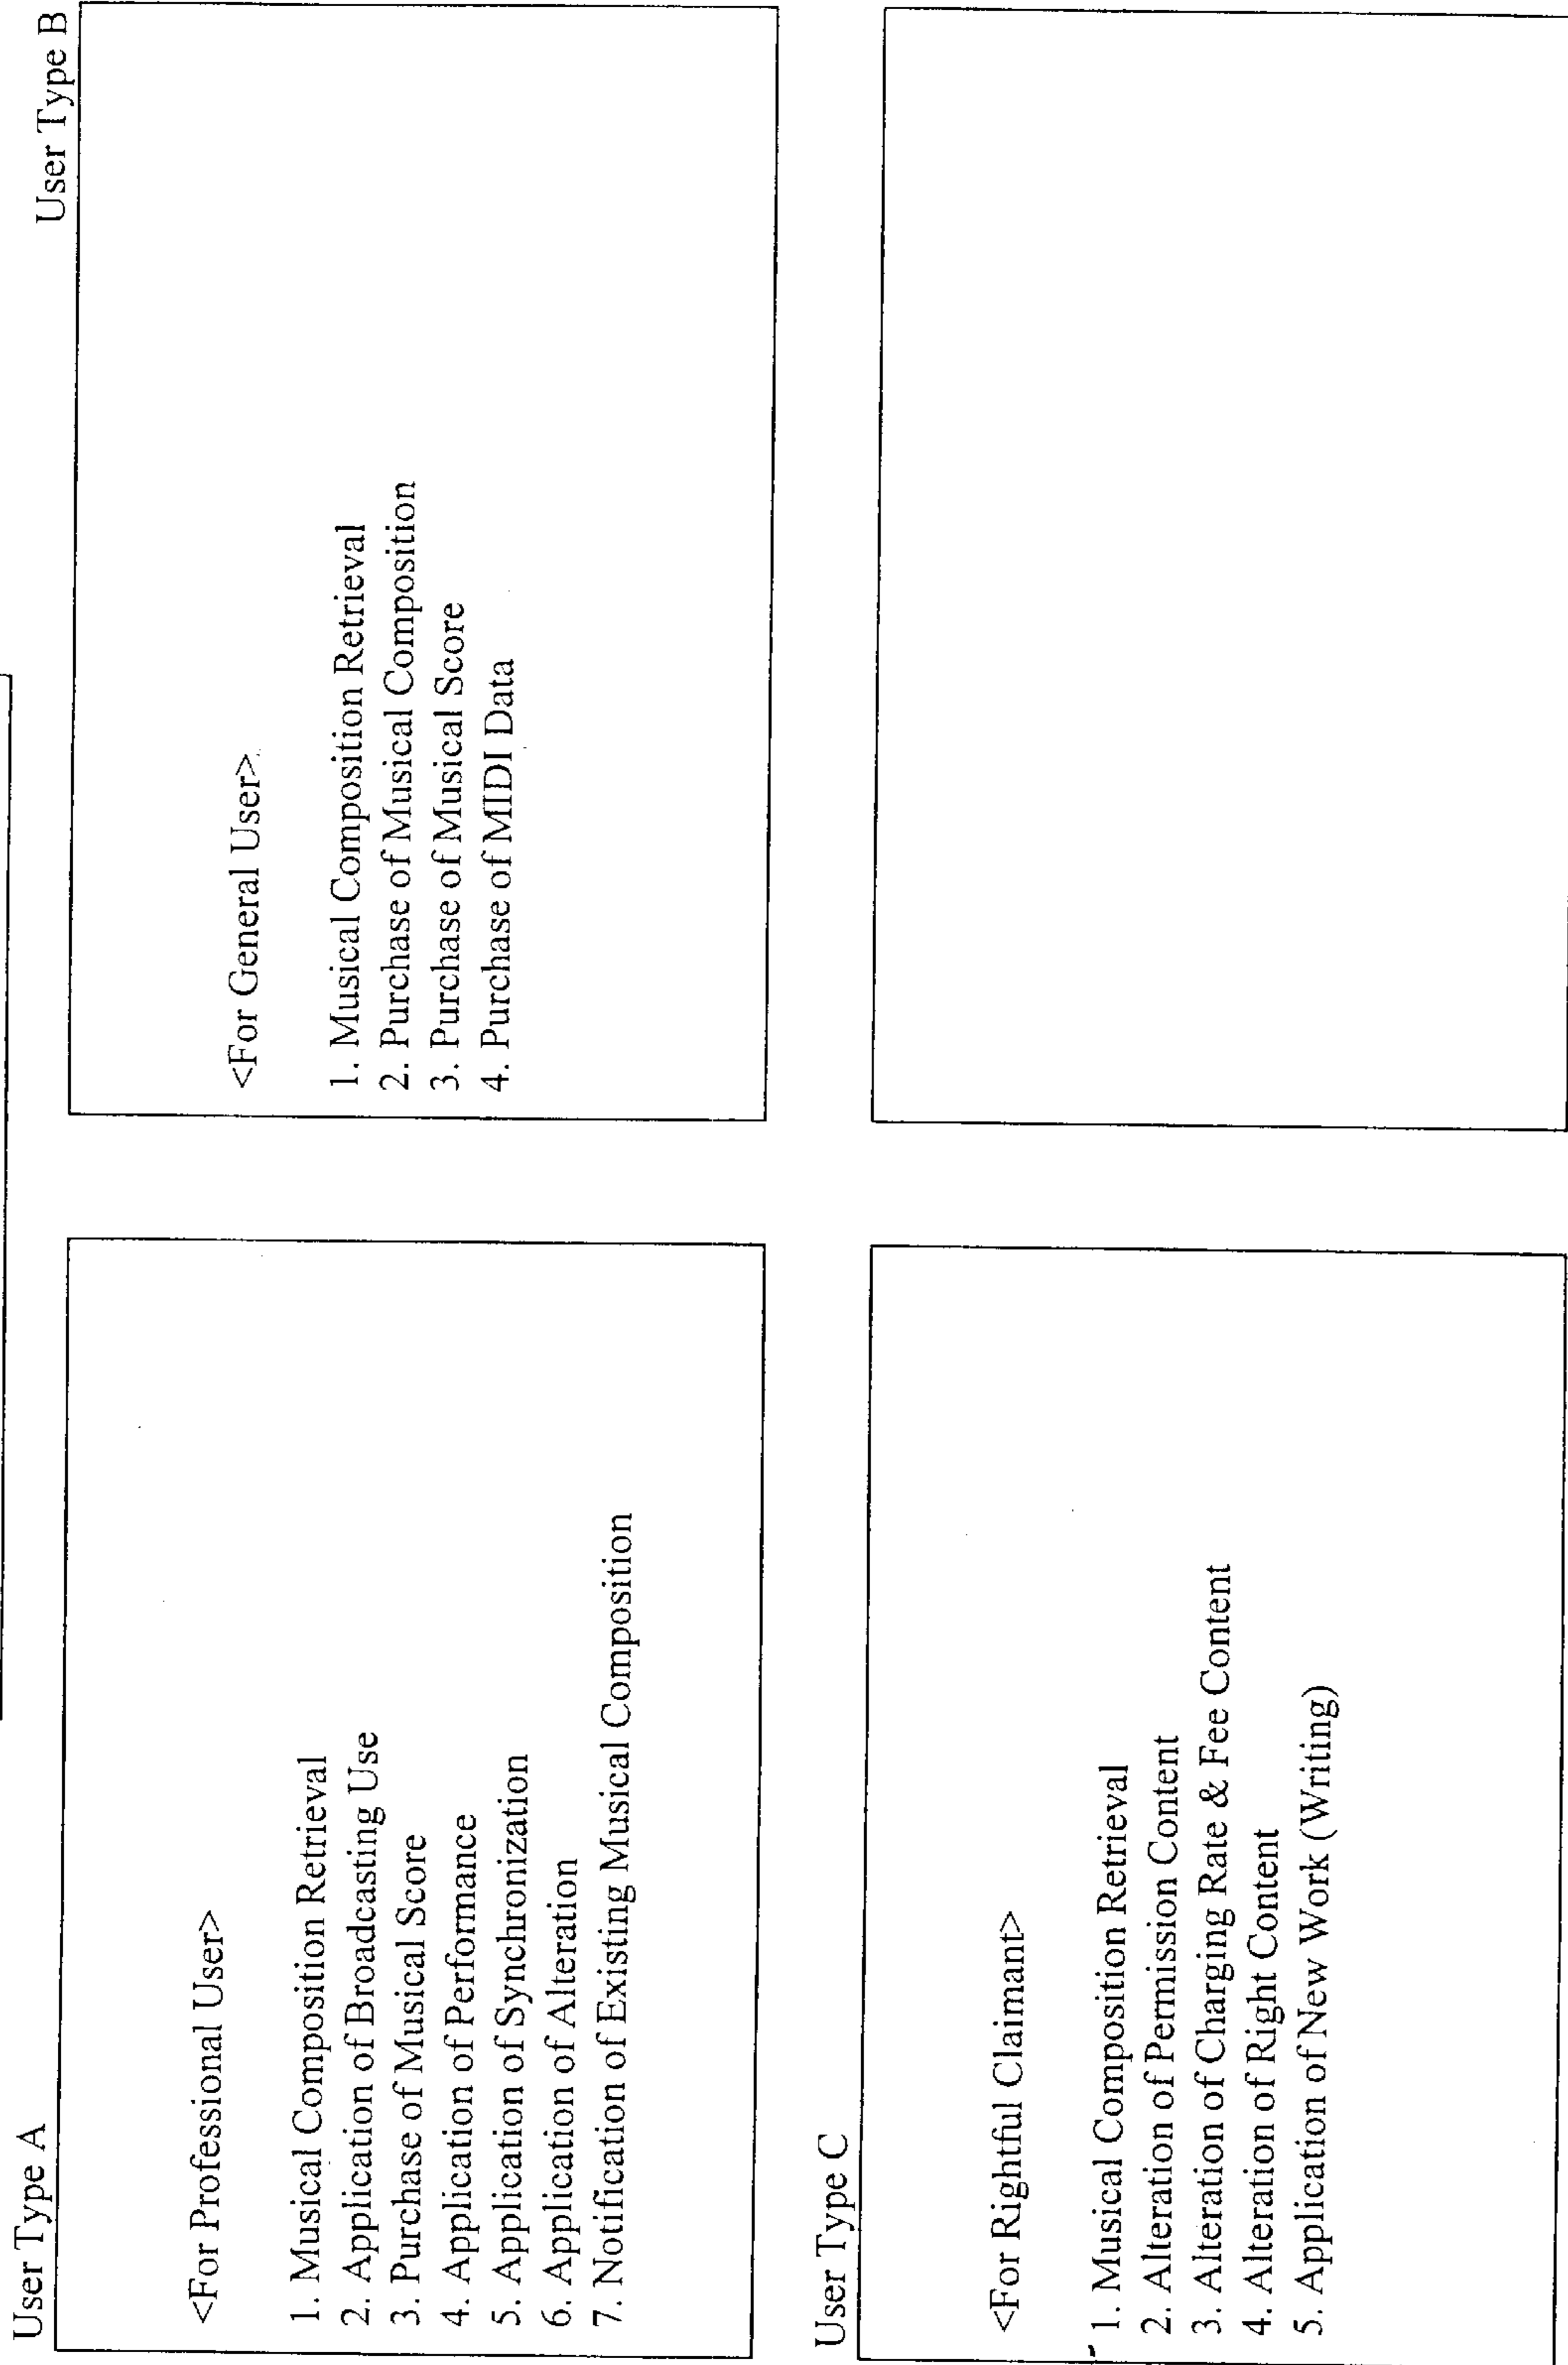 User Type A
<For Professional User>
1. Musical Composition Retrieval
2. Application of Broadcasting Use
3. Purchase of Musical Score
4. Application of Performance
5. Application of Synchronization
6. Application of Alteration
7. Notification of Existing Musical Composition
User Type B
<For General User>
1. Musical Composition Retrieval
2. Purchase of Musical Composition
3. Purchase of Musical Score
4. Purchase of MIDI Data
User Type C
<For Rightful Claimant>
1. Musical Composition Retrieval
2. Alteration of Permission Content
3. Alteration of Charging Rate & Fee Content
4. Alteration of Right Content
5. Application of New Work (Writing)